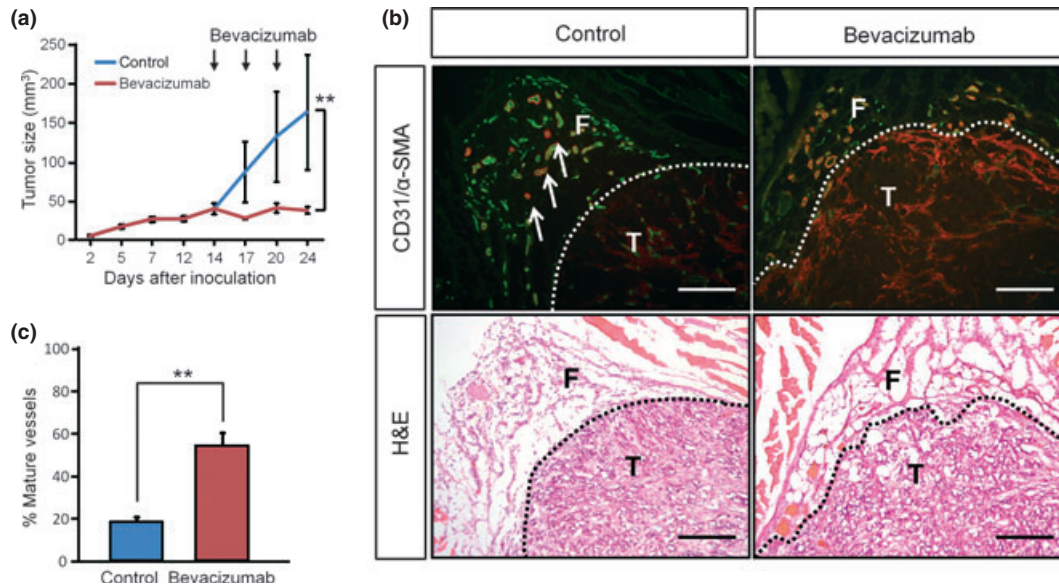 (a)
Bevacizumab
Control
Bevacizumab
**
Tumor size (mm³)
250
200
150
100
50
0
2 5 7 12 14 17 20 24
Days after inoculation
(b)
Control
Bevacizumab
CD31/α-SMA
F
T
F
T
H&E
F
T
F
T
(c)
**
% Mature vessels
100
80
60
40
20
0
Control Bevacizumab